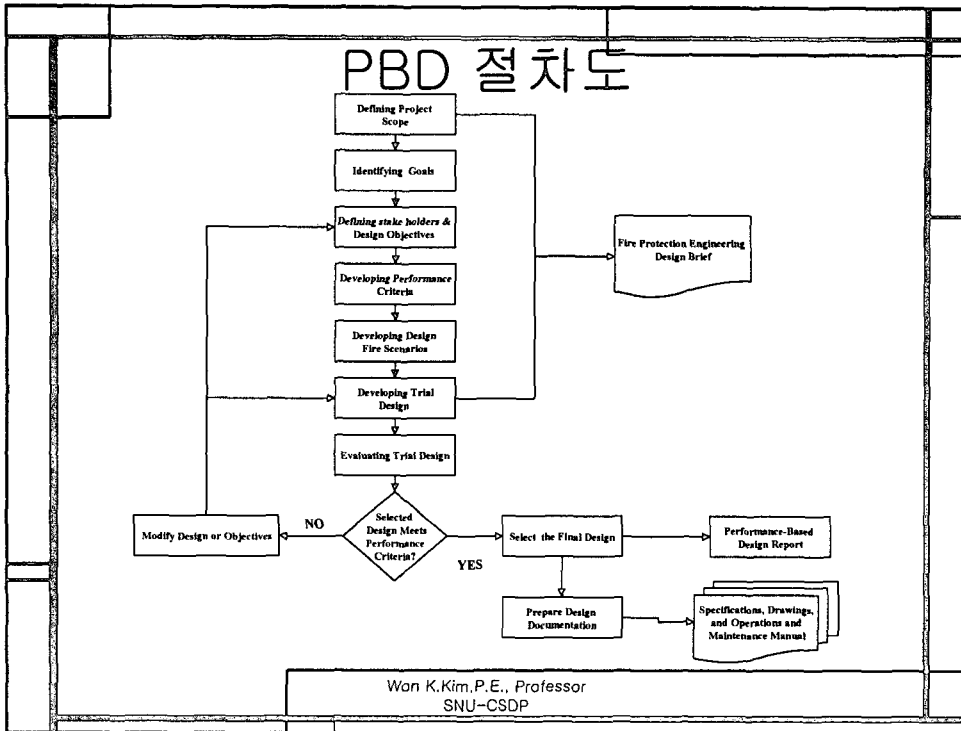 PBD 절차도
Defining Project
Scope
Identifying Goals
Defining stake holders &
Design Objectives
Developing Performance
Criteria
Developing Design
Fire Scenarios
Developing Trial
Design
Evaluating Trial Design
Selected
Design Meets
Performance
Criteria?
NO
Modify Design or Objectives
YES
Select the Final Design
Performance-Based
Design Report
Prepare Design
Documentation
Specifications, Drawings,
and Operations and
Maintenance Manual
Fire Protection Engineering
Design Brief
Wan K.Kim,P.E., Professor
SNU-CSDP